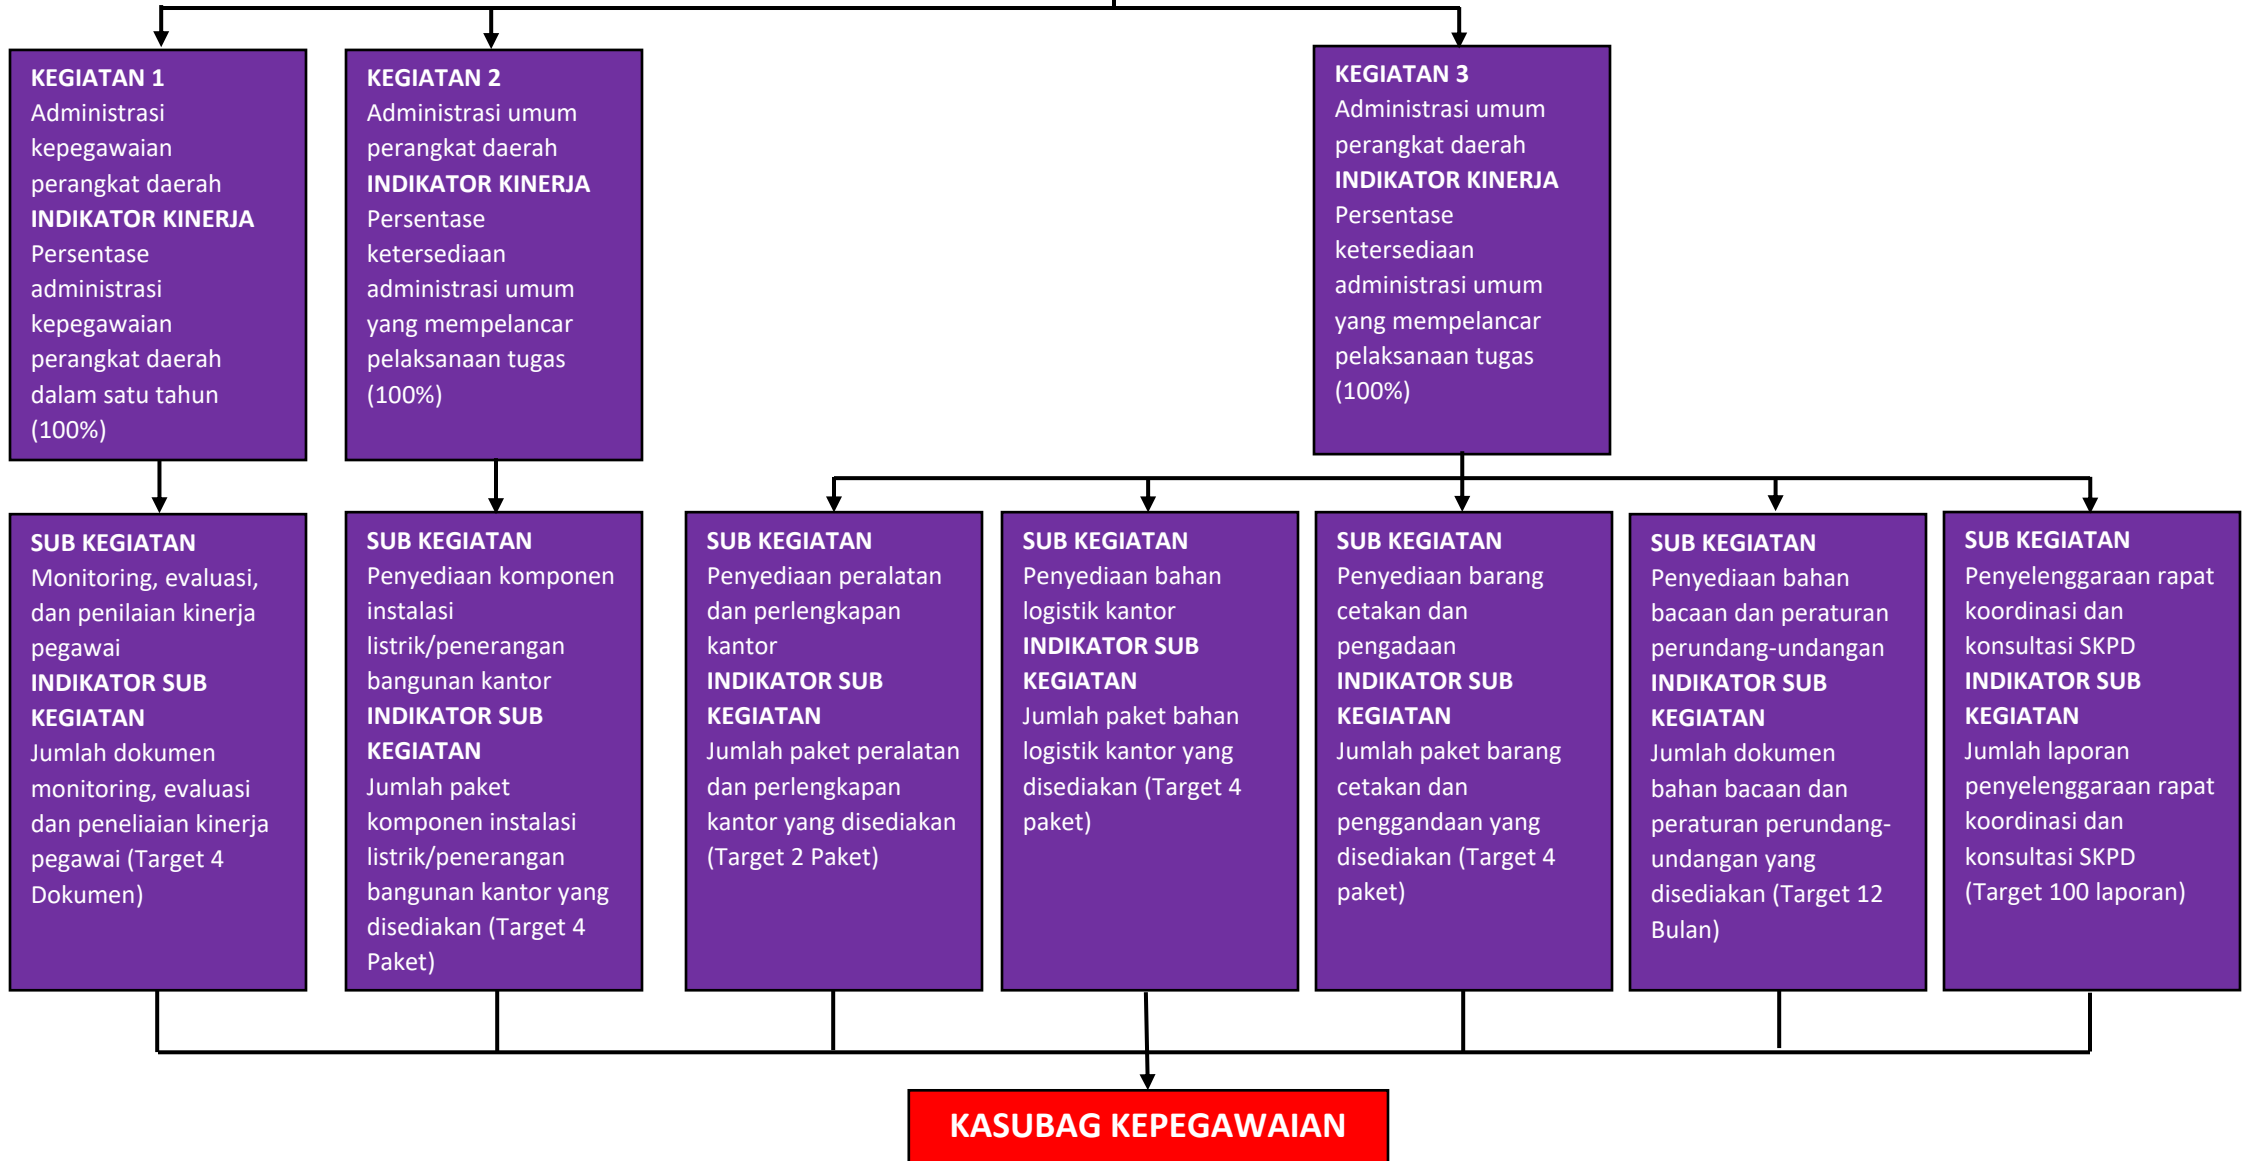 KEGIATAN 1
Administrasi
kepegawaian
perangkat daerah
INDIKATOR KINERJA
Persentase
administrasi
kepegawaian
perangkat daerah
dalam satu tahun
(100%)
KEGIATAN 2
Administrasi umum
perangkat daerah
INDIKATOR KINERJA
Persentase
ketersediaan
administrasi umum
yang mempelancar
pelaksanaan tugas
(100%)
KEGIATAN 3
Administrasi umum
perangkat daerah
INDIKATOR KINERJA
Persentase
ketersediaan
administrasi umum
yang mempelancar
pelaksanaan tugas
(100%)
SUB KEGIATAN
Monitoring, evaluasi,
dan penilaian kinerja
pegawai
INDIKATOR SUB
KEGIATAN
Jumlah dokumen
monitoring, evaluasi
dan peneliaian kinerja
pegawai (Target 4
Dokumen)
SUB KEGIATAN
Penyediaan komponen
instalasi
listrik/penerangan
bangunan kantor
INDIKATOR SUB
KEGIATAN
Jumlah paket
komponen instalasi
listrik/penerangan
bangunan kantor yang
disediakan (Target 4
Paket)
SUB KEGIATAN
Penyediaan peralatan
dan perlengkapan
kantor
INDIKATOR SUB
KEGIATAN
Jumlah paket peralatan
dan perlengkapan
kantor yang disediakan
(Target 2 Paket)
SUB KEGIATAN
Penyediaan bahan
logistik kantor
INDIKATOR SUB
KEGIATAN
Jumlah paket bahan
logistik kantor yang
disediakan (Target 4
paket)
SUB KEGIATAN
Penyediaan barang
cetakan dan
pengadaan
INDIKATOR SUB
KEGIATAN
Jumlah paket barang
cetakan dan
penggandaan yang
disediakan (Target 4
paket)
SUB KEGIATAN
Penyediaan bahan
bacaan dan peraturan
perundang-undangan
INDIKATOR SUB
KEGIATAN
Jumlah dokumen
bahan bacaan dan
peraturan perundang-
undangan yang
disediakan (Target 12
Bulan)
SUB KEGIATAN
Penyelenggaraan rapat
koordinasi dan
konsultasi SKPD
INDIKATOR SUB
KEGIATAN
Jumlah laporan
penyelenggaraan rapat
koordinasi dan
konsultasi SKPD
(Target 100 laporan)
KASUBAG KEPEGAWAIAN